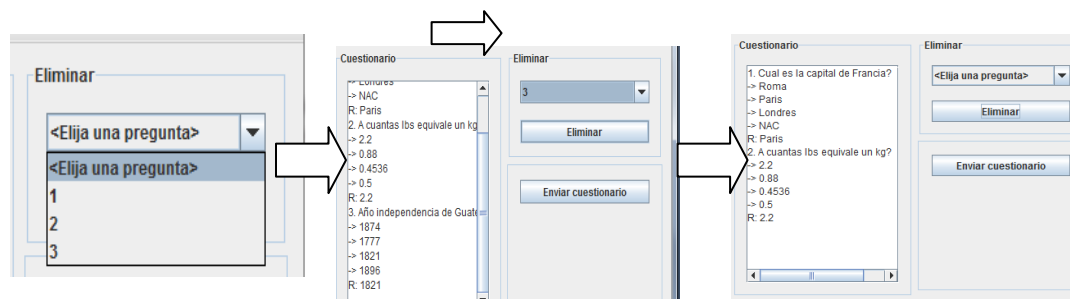 Eliminar
<Elija una pregunta>
<Elija una pregunta>
1
2
3
Cuestionario
-> Londres
-> NAC
R: Paris
2. A cuantas lbs equivale un kg
-> 2.2
-> 0.88
-> 0.4536
-> 0.5
R: 2.2
3. Año independencia de Guate
-> 1874
-> 1777
-> 1821
-> 1896
R: 1821
Eliminar
3
Eliminar
Enviar cuestionario
Cuestionario
1. Cual es la capital de Francia?
-> Roma
-> Paris
-> Londres
-> NAC
R: Paris
2. A cuantas lbs equivale un kg?
-> 2.2
-> 0.88
-> 0.4536
-> 0.5
R: 2.2
Eliminar
<Elija una pregunta>
Eliminar
Enviar cuestionario